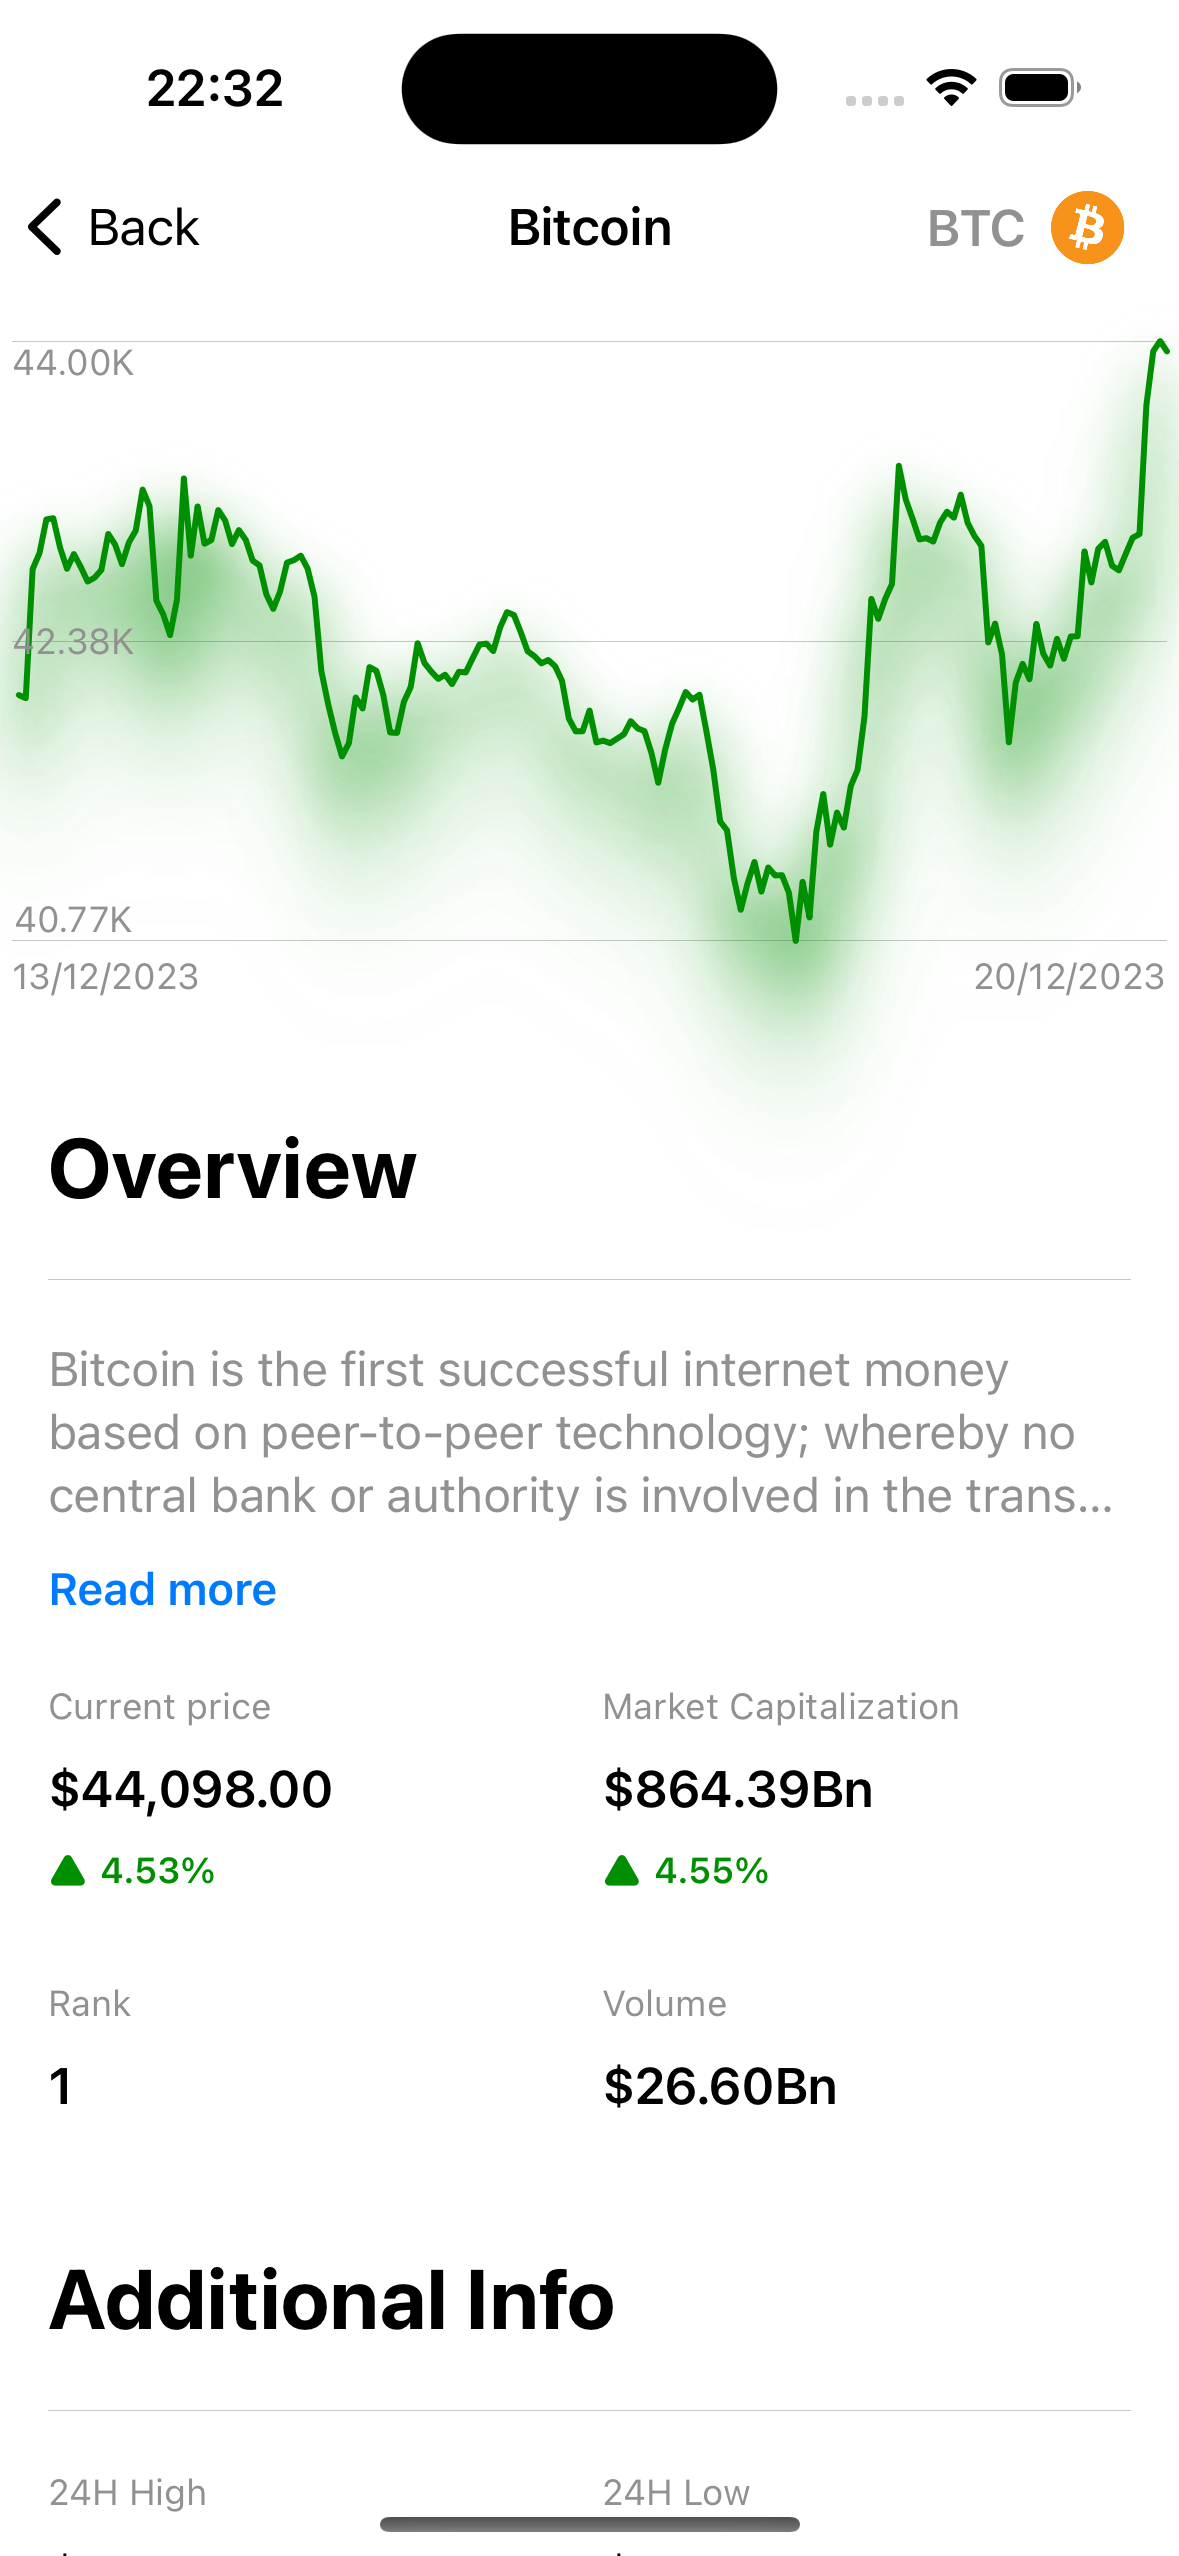 22:32
Back
Bitcoin
BTC
44.00K
42.38K
40.77K
13/12/2023
20/12/2023
Overview
Bitcoin is the first successful internet money
based on peer-to-peer technology; whereby no
central bank or authority is involved in the trans...
Read more
Current price
Market Capitalization
$44,098.00
$864.39Bn
4.53%
4.55%
Rank
Volume
1
$26.60Bn
Additional Info
24H High
24H Low